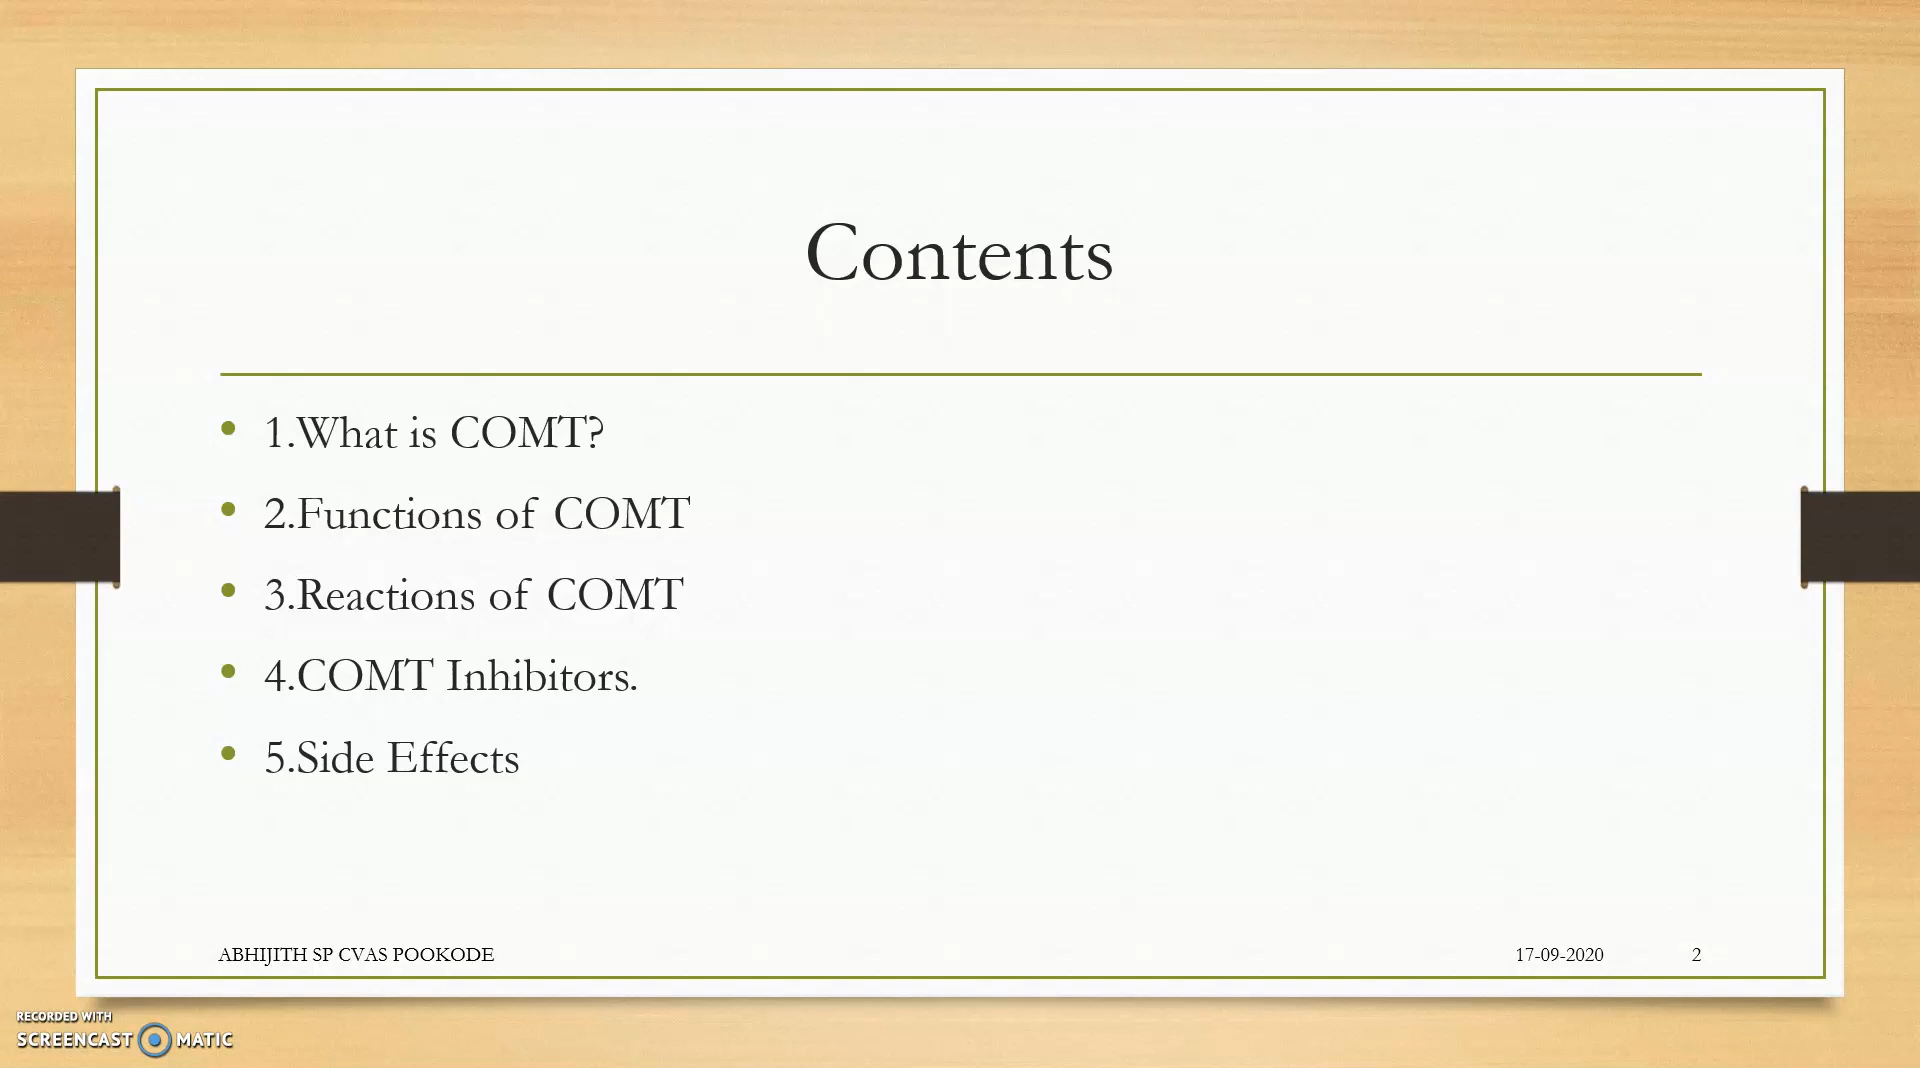 Contents
• 1.What is COMT?
• 2.Functions of COMT
• 3.Reactions of COMT
• 4.COMT Inhibitors.
• 5.Side Effects
ABHIJITH SP CVAS POOKODE 17-09-2020 2
RECORDED WITH
SCREENCAST MATIC